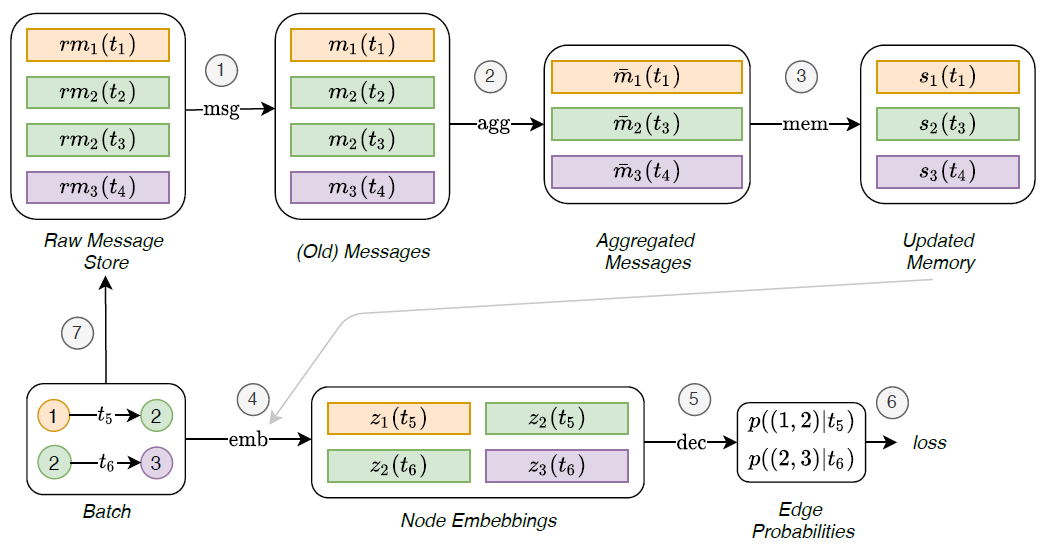 rm₁(t₁)
rm₂(t₂)
rm₂(t₃)
rm₃(t₄)
Raw Message
Store
1
msg
m₁(t₁)
m₂(t₂)
m₂(t₃)
m₃(t₄)
(Old) Messages
2
agg
m̄₁(t₁)
m̄₂(t₃)
m̄₃(t₄)
Aggregated
Messages
3
mem
s₁(t₁)
s₂(t₃)
s₃(t₄)
Updated
Memory
7
1 t₅ 2
2 t₆ 3
Batch
4
emb
z₁(t₅) z₂(t₅)
z₂(t₆) z₃(t₆)
Node Embebbings
5
dec
p((1, 2)|t₅)
p((2, 3)|t₆)
Edge
Probabilities
6
loss